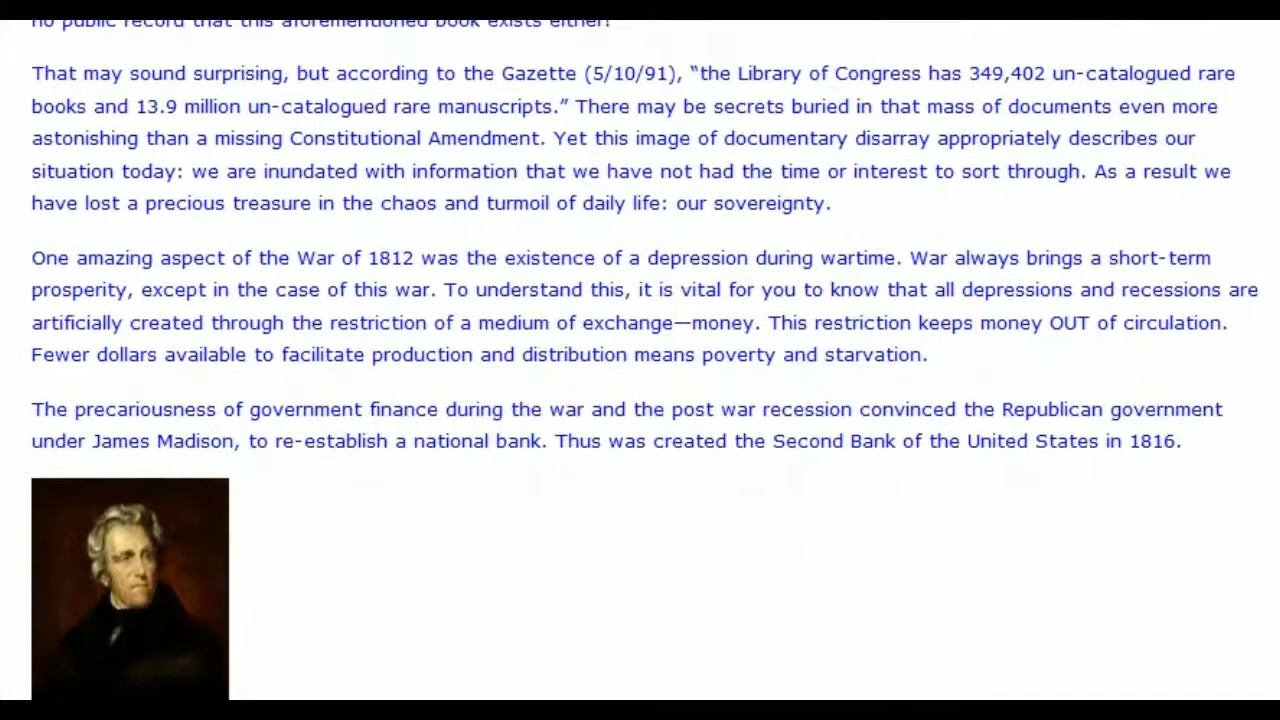 no public record that this aforementioned book exists either!
That may sound surprising, but according to the Gazette (5/10/91), “the Library of Congress has 349,402 un-catalogued rare
books and 13.9 million un-catalogued rare manuscripts.” There may be secrets buried in that mass of documents even more
astonishing than a missing Constitutional Amendment. Yet this image of documentary disarray appropriately describes our
situation today: we are inundated with information that we have not had the time or interest to sort through. As a result we
have lost a precious treasure in the chaos and turmoil of daily life: our sovereignty.
One amazing aspect of the War of 1812 was the existence of a depression during wartime. War always brings a short-term
prosperity, except in the case of this war. To understand this, it is vital for you to know that all depressions and recessions are
artificially created through the restriction of a medium of exchange—money. This restriction keeps money OUT of circulation.
Fewer dollars available to facilitate production and distribution means poverty and starvation.
The precariousness of government finance during the war and the post war recession convinced the Republican government
under James Madison, to re-establish a national bank. Thus was created the Second Bank of the United States in 1816.